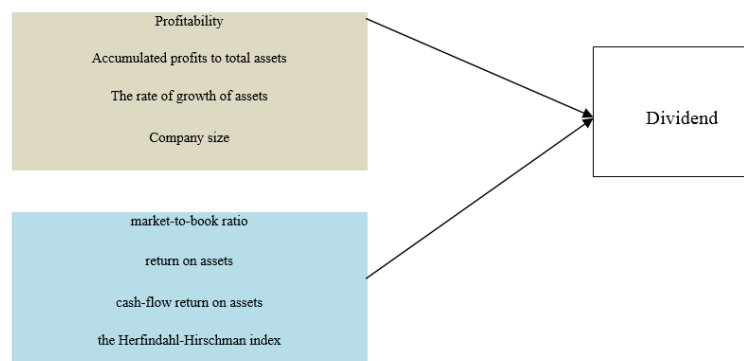 Profitability
Accumulated profits to total assets
The rate of growth of assets
Company size
Dividend
market-to-book ratio
return on assets
cash-flow return on assets
the Herfindahl-Hirschman index